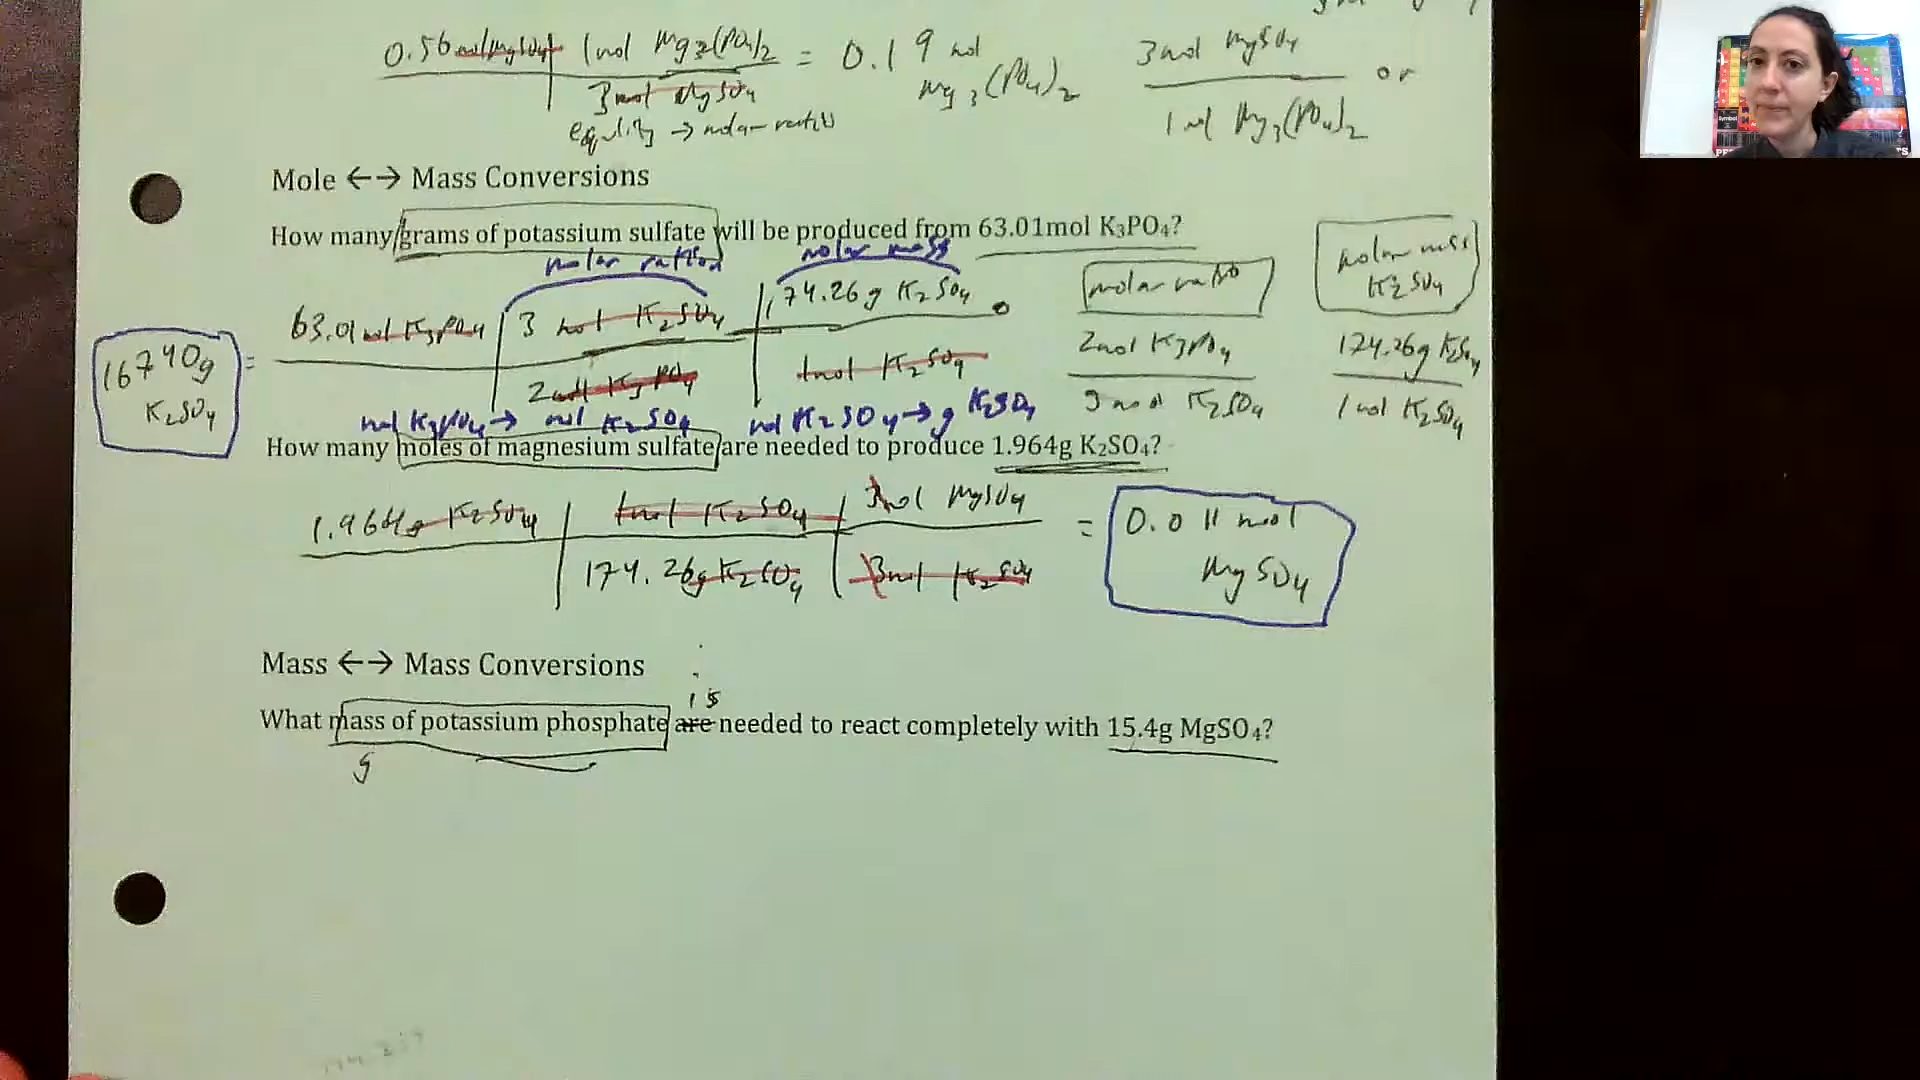 0.56 mol MgSO4 | 1 mol Mg3(PO4)2 = 0.19 mol
3 mol MgSO4 Mg3(PO4)2
equality → molar ratios
3 mol MgSO4 or
1 mol Mg3(PO4)2
Mole ←→ Mass Conversions
How many grams of potassium sulfate will be produced from 63.01mol K₃PO₄?
molar ratio molar mass
molar ratio molar mass
K2SO4
63.01 mol K3PO4 | 3 mol K2SO4 | 174.26 g K2SO4
2 mol K3PO4 | 1 mol K2SO4
16740g =
K2SO4
2 mol K3PO4 174.26g K2SO4
3 mol K2SO4 1 mol K2SO4
mol K3PO4 → mol K2SO4 mol K2SO4 → g K2SO4
How many moles of magnesium sulfate are needed to produce 1.964g K₂SO₄?
1.964g K2SO4 | 1 mol K2SO4 | 3 mol MgSO4 = 0.011 mol
174.26g K2SO4 | 3 mol K2SO4 MgSO4
Mass ←→ Mass Conversions
is
What mass of potassium phosphate are needed to react completely with 15.4g MgSO₄?
g
Symbol